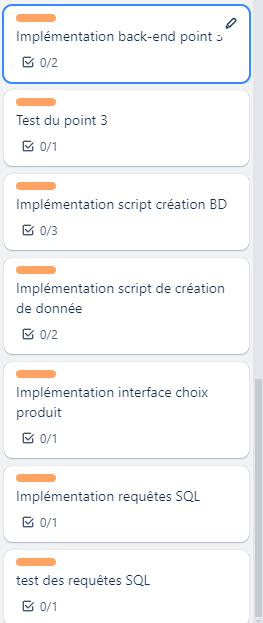 Implémentation back-end point
0/2
Test du point 3
0/1
Implémentation script création BD
0/3
Implémentation script de création
de donnée
0/2
Implémentation interface choix
produit
0/1
Implémentation requêtes SQL
0/1
test des requêtes SQL
0/1